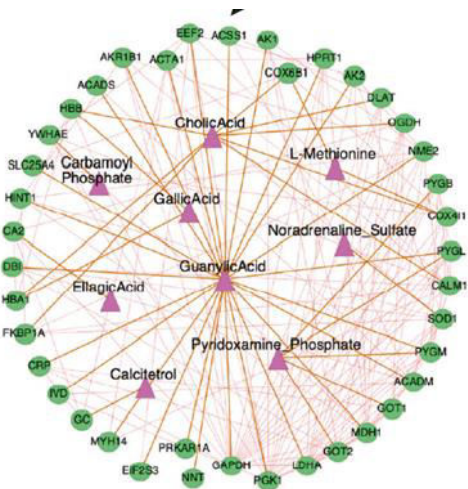 EEF2
ACSS1
AK1
AKR1B1
ACTA1
HPRT1
COX6B1
AK2
ACADS
DLAT
HBB
OGDH
CholicAcid
YWHAE
NME2
L-Methionine
SLC25A4
Carbamoyl
Phosphate
PYGB
HINT1
GallicAcid
COX4I1
CA2
Noradrenaline_Sulfate
PYGL
DBI
GuanylicAcid
CALM1
HBA1
EllagicAcid
SOD1
FKBP1A
Pyridoxamine_Phosphate
PYGM
CRP
Calcitetrol
ACADM
IVD
GOT1
GC
MDH1
MYH14
PRKAR1A
GOT2
EIF2S3
NNT
GAPDH
PGK1
LDHA